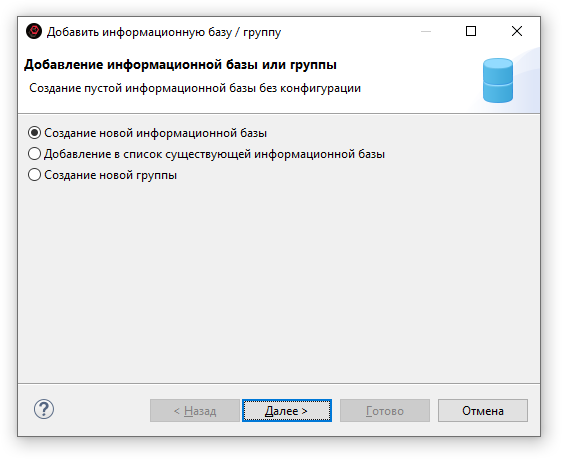 Добавить информационную базу / группу
Добавление информационной базы или группы
Создание пустой информационной базы без конфигурации
Создание новой информационной базы
Добавление в список существующей информационной базы
Создание новой группы
? < Назад Далее > Готово Отмена